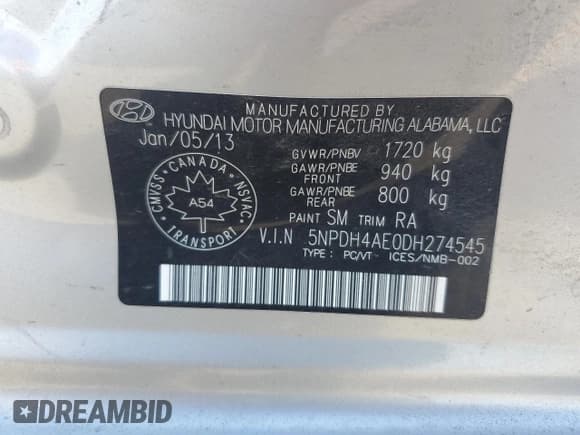 MANUFACTURED BY
HYUNDAI MOTOR MANUFACTURING ALABAMA, LLC
Jan/05/13
GVWR/PNBV 1720 kg
GAWR/PNBE FRONT 940 kg
GAWR/PNBE REAR 800 kg
PAINT SM TRIM RA
V.I.N 5NPDH4AE0DH274545
TYPE : PC/VT ICES/NMB-002
CMVSS CANADA NSVAC
A54
TRANSPORT
DREAMBID